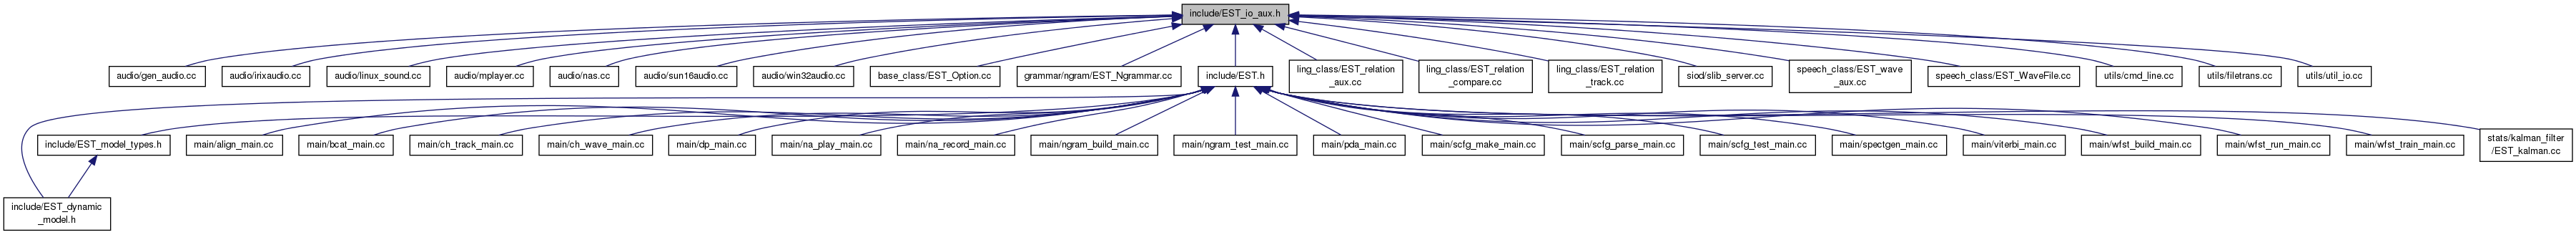 include/EST_io_aux.h
audio/gen_audio.cc
audio/irixaudio.cc
audio/linux_sound.cc
audio/mplayer.cc
audio/nas.cc
audio/sun16audio.cc
audio/win32audio.cc
base_class/EST_Option.cc
grammar/ngram/EST_Ngrammar.cc
include/EST.h
ling_class/EST_relation
_aux.cc
ling_class/EST_relation
_compare.cc
ling_class/EST_relation
_track.cc
siod/slib_server.cc
speech_class/EST_wave
_aux.cc
speech_class/EST_WaveFile.cc
utils/cmd_line.cc
utils/filetrans.cc
utils/util_io.cc
include/EST_model_types.h
main/align_main.cc
main/bcat_main.cc
main/ch_track_main.cc
main/ch_wave_main.cc
main/dp_main.cc
main/na_play_main.cc
main/na_record_main.cc
main/ngram_build_main.cc
main/ngram_test_main.cc
main/pda_main.cc
main/scfg_make_main.cc
main/scfg_parse_main.cc
main/scfg_test_main.cc
main/spectgen_main.cc
main/viterbi_main.cc
main/wfst_build_main.cc
main/wfst_run_main.cc
main/wfst_train_main.cc
stats/kalman_filter
/EST_kalman.cc
include/EST_dynamic
_model.h